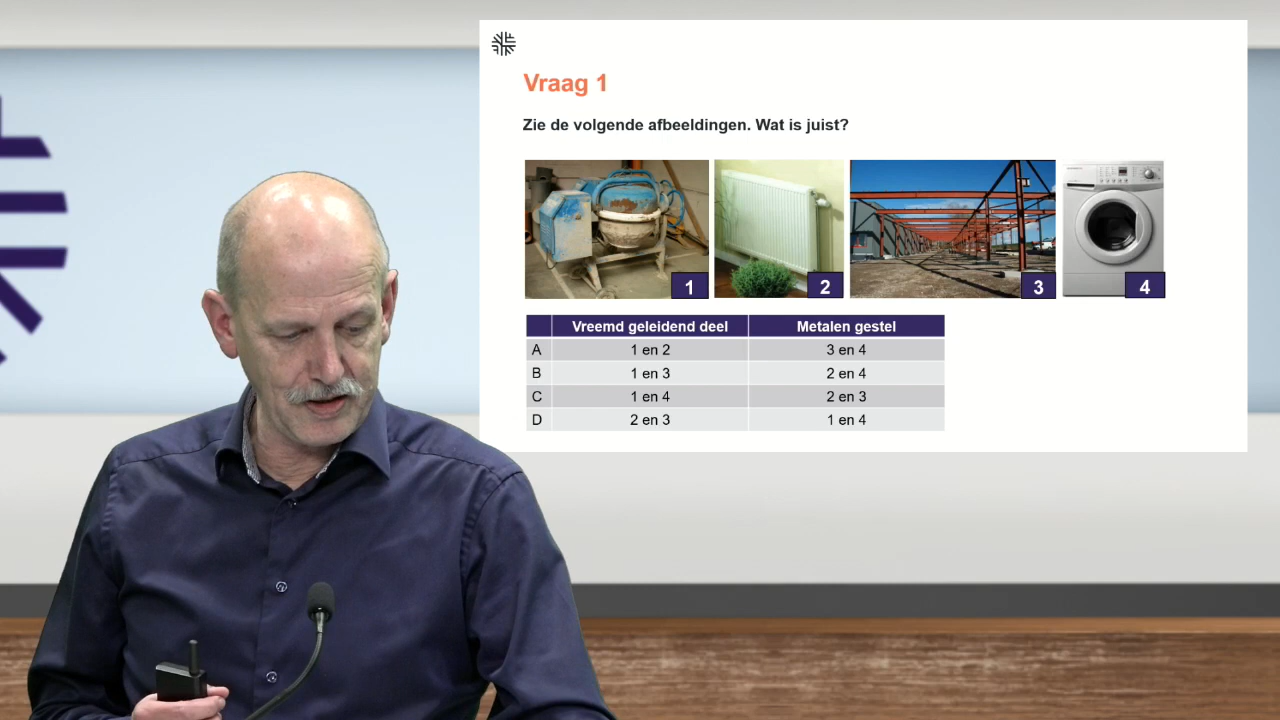 Vraag 1
Zie de volgende afbeeldingen. Wat is juist?
1
2
3
4
Vreemd geleidend deel Metalen gestel
A 1 en 2 3 en 4
B 1 en 3 2 en 4
C 1 en 4 2 en 3
D 2 en 3 1 en 4